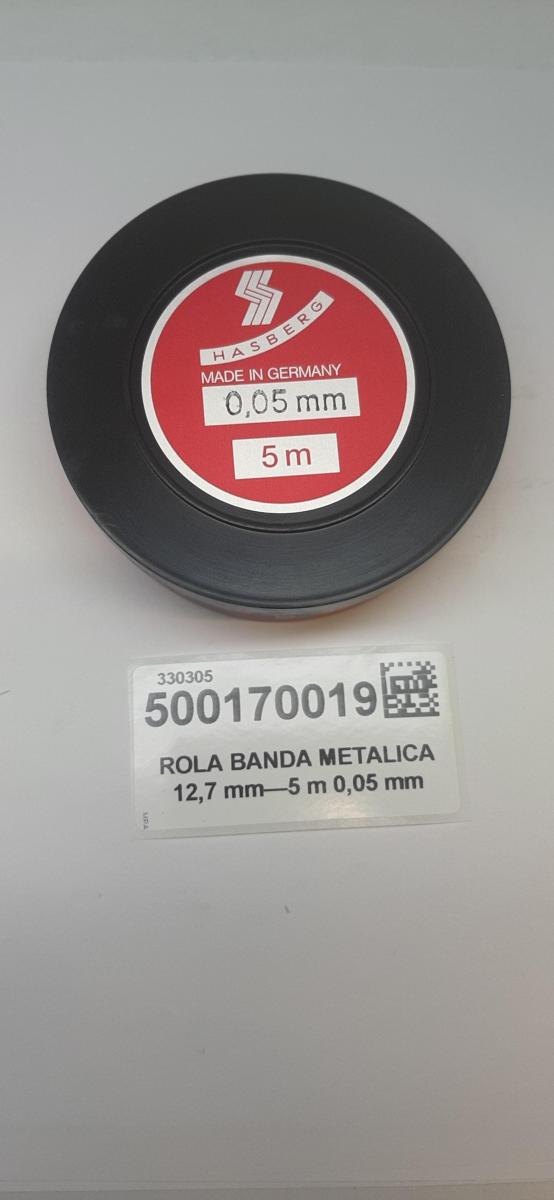 HASBERG
MADE IN GERMANY
0,05 mm
5 m
330305
500170019
ROLA BANDA METALICA
12,7 mm—5 m 0,05 mm